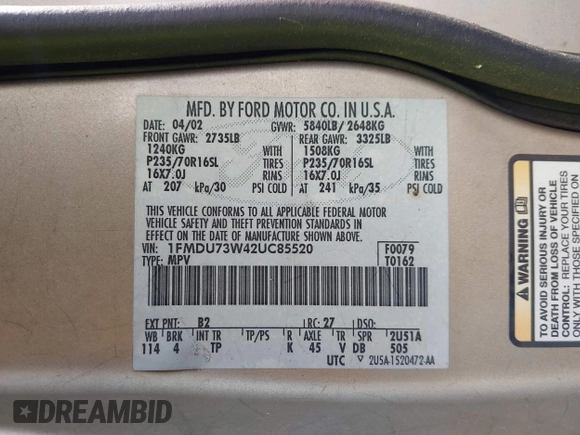 MFD. BY FORD MOTOR CO. IN U.S.A.
DATE: 04/02 GVWR: 5840LB/ 2648KG
FRONT GAWR: 2735LB REAR GAWR: 3325LB
1240KG WITH 1508KG WITH
P235/70R16SL TIRES P235/70R16SL TIRES
16X7.0J RIMS 16X7.0J RIMS
AT 207 kPa/30 PSI COLD AT 241 kPa/35 PSI COLD
THIS VEHICLE CONFORMS TO ALL APPLICABLE FEDERAL MOTOR
VEHICLE SAFETY AND THEFT PREVENTION STANDARDS IN EFFECT
ON THE DATE OF MANUFACTURE SHOWN ABOVE.
VIN: 1FMDU73W42UC85520 F0079
TYPE: MPV T0162
EXT PNT: B2 RC: 27 DSO:
WB BRK INT TR TP/PS R AXLE TR SPR 2U51A
114 4 TP K 45 V DB 505
UTC ▽ 2U5A-1520472-AA
WARNING
TO AVOID SERIOUS INJURY OR
DEATH FROM LOSS OF VEHICLE
CONTROL: REPLACE YOUR TIRES
WITH ONLY THOSE OF SPECIFIED
DREAMBID